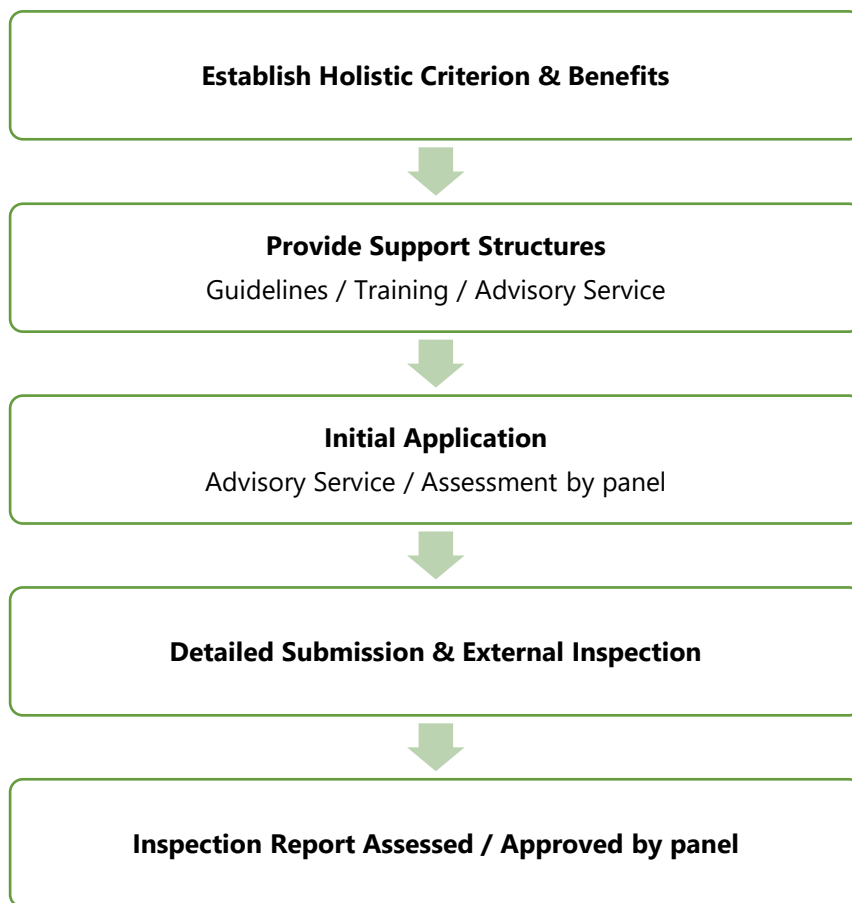 Establish Holistic Criterion & Benefits
Provide Support Structures
Guidelines / Training / Advisory Service
Initial Application
Advisory Service / Assessment by panel
Detailed Submission & External Inspection
Inspection Report Assessed / Approved by panel